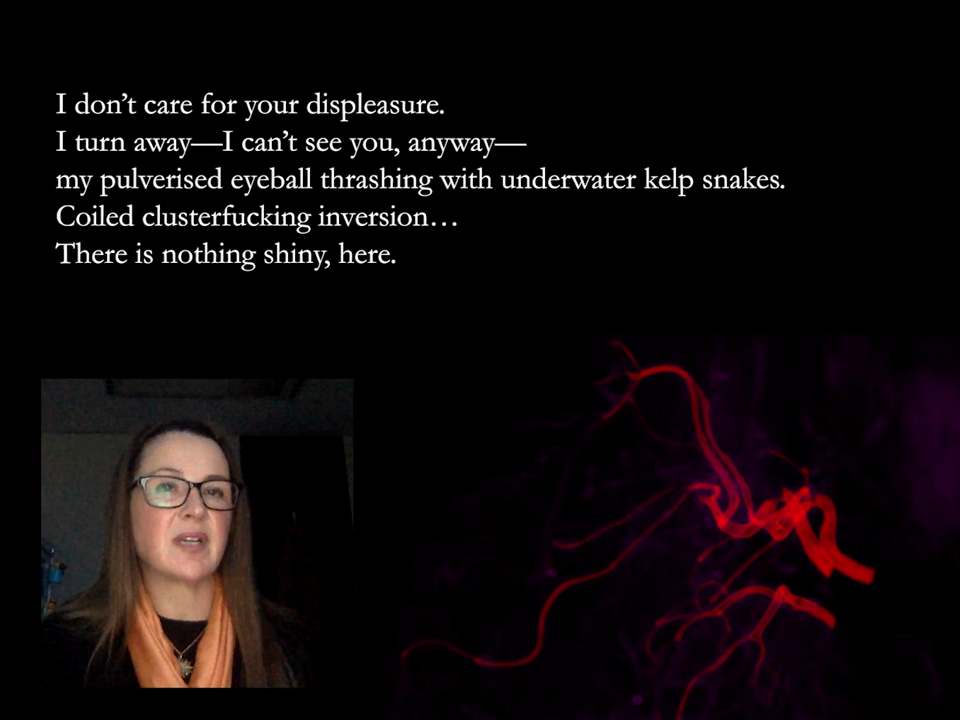 I don’t care for your displeasure.
I turn away—I can’t see you, anyway—
my pulverised eyeball thrashing with underwater kelp snakes.
Coiled clusterfucking inversion…
There is nothing shiny, here.